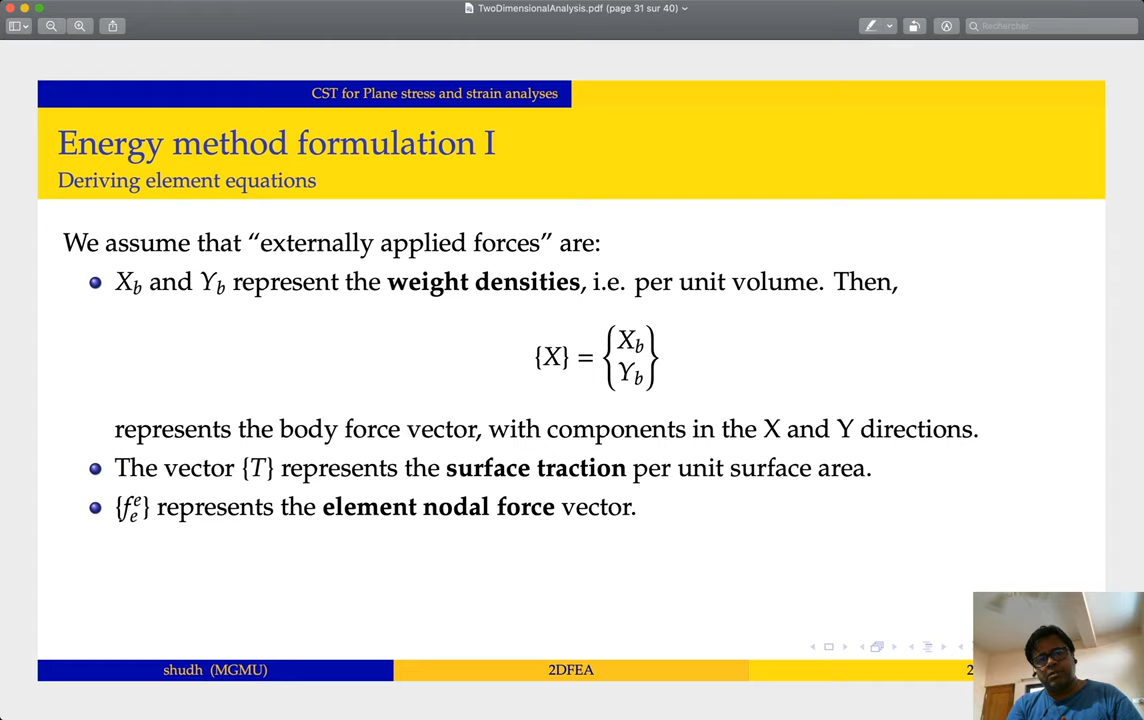 TwoDimensionalAnalysis.pdf (page 31 sur 40)
Rechercher
CST for Plane stress and strain analyses
Energy method formulation I
Deriving element equations
We assume that “externally applied forces” are:
X_b and Y_b represent the weight densities, i.e. per unit volume. Then,
{X} = {X_b
Y_b}
represents the body force vector, with components in the X and Y directions.
The vector {T} represents the surface traction per unit surface area.
{f_e^e} represents the element nodal force vector.
shudh (MGMU) 2DFEA 2